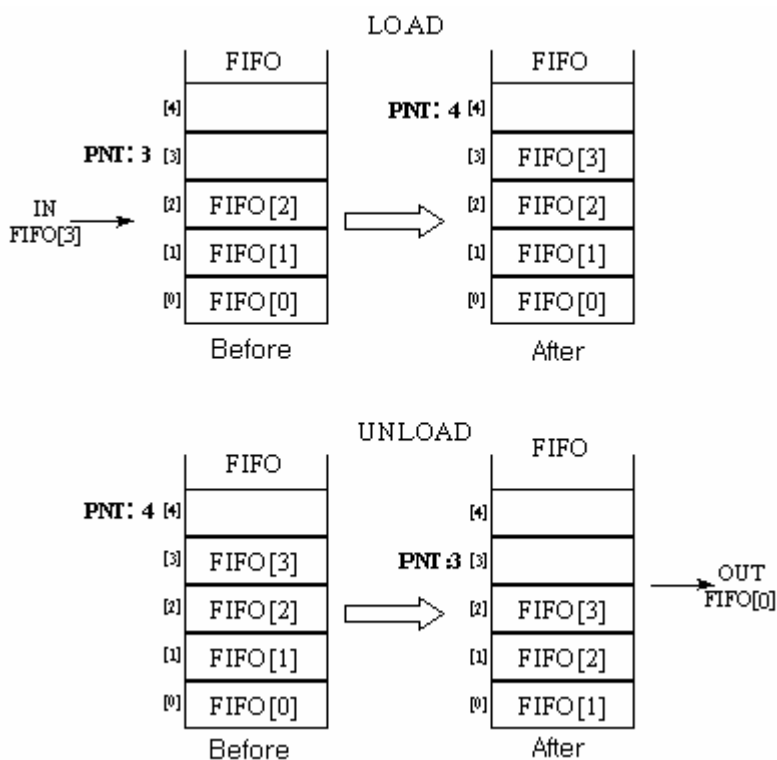 LOAD
FIFO FIFO
[4] PNT: 4 [4]
PNT: 3 [3] [3] FIFO[3]
[2] FIFO[2] [2] FIFO[2]
IN
FIFO[3]
[1] FIFO[1] [1] FIFO[1]
[0] FIFO[0] [0] FIFO[0]
Before After
UNLOAD
FIFO FIFO
PNT: 4 [4] [4]
[3] FIFO[3] PNT:3 [3]
OUT
FIFO[0]
[2] FIFO[2] [2] FIFO[3]
[1] FIFO[1] [1] FIFO[2]
[0] FIFO[0] [0] FIFO[1]
Before After